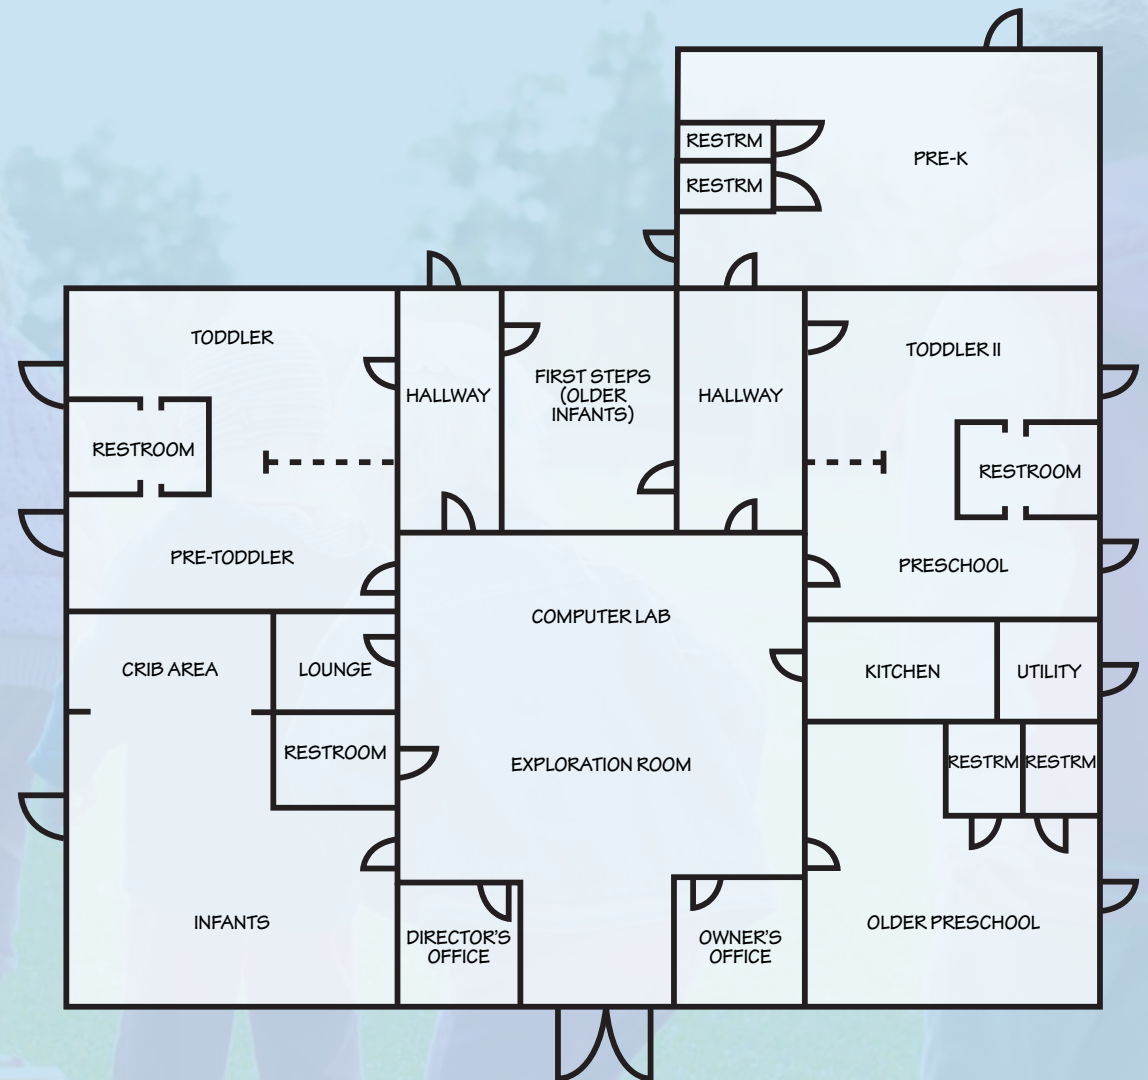 RESTRM
PRE-K
RESTRM
TODDLER
TODDLER II
FIRST STEPS
(OLDER
INFANTS)
HALLWAY
HALLWAY
RESTROOM
RESTROOM
PRE-TODDLER
PRESCHOOL
COMPUTER LAB
CRIB AREA
LOUNGE
KITCHEN
UTILITY
RESTROOM
EXPLORATION ROOM
RESTRM
RESTRM
INFANTS
DIRECTOR'S
OFFICE
OWNER'S
OFFICE
OLDER PRESCHOOL